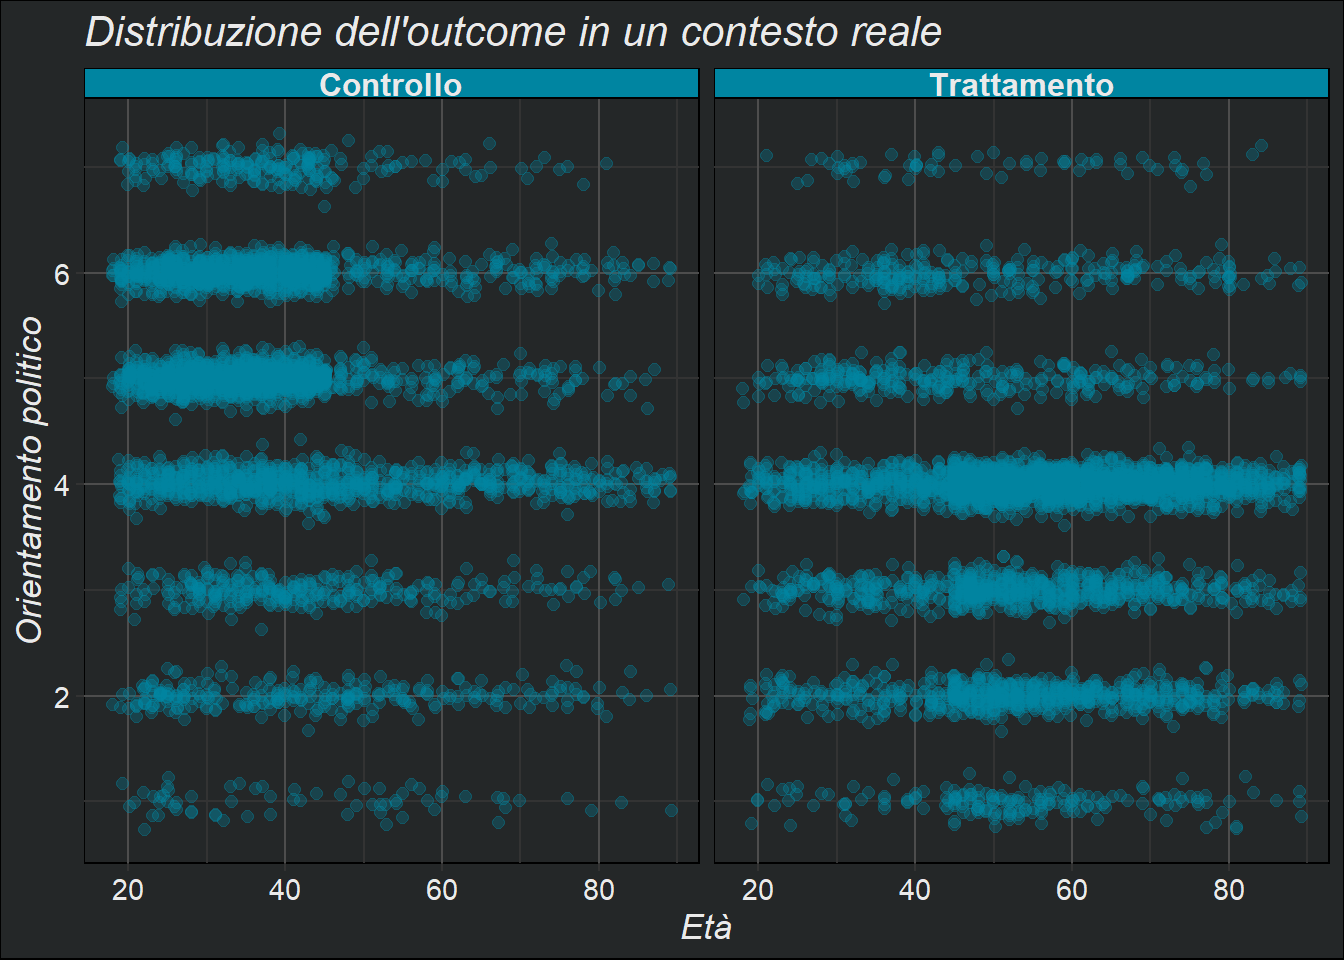 Distribuzione dell'outcome in un contesto reale
Controllo
Trattamento
Orientamento politico
6
4
2
20
40
60
80
20
40
60
80
Età